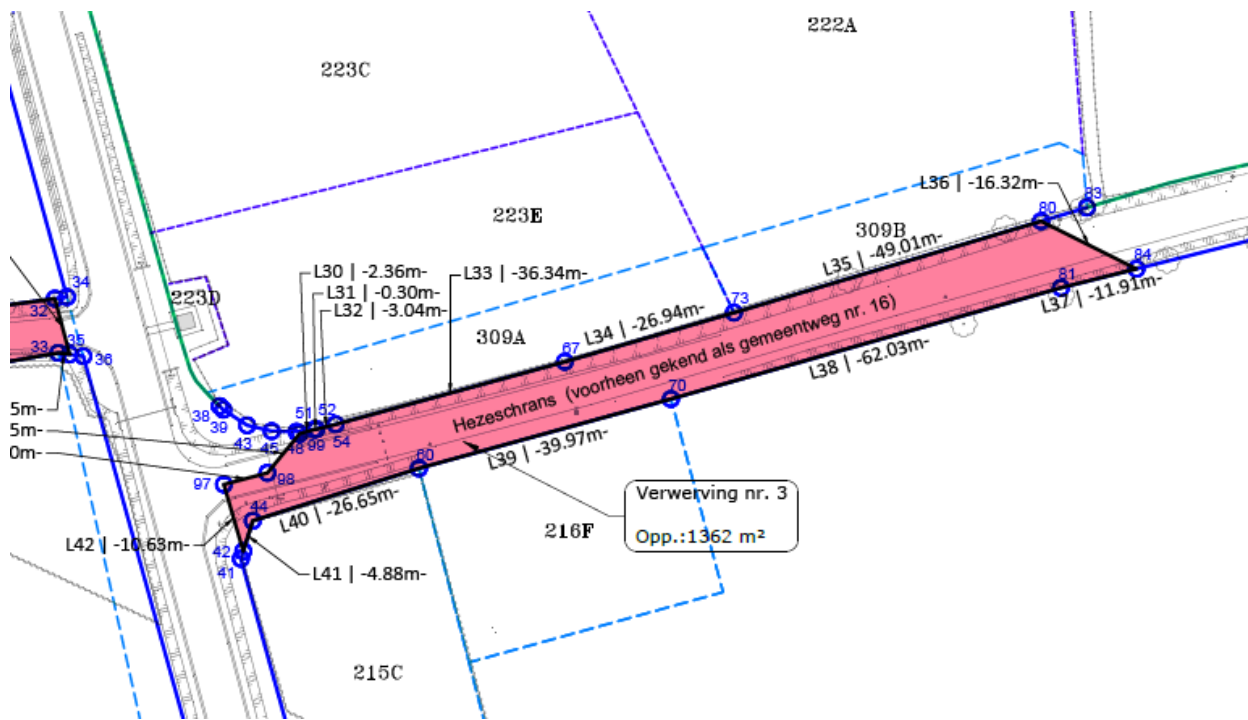 222A
223C
L36 | -16.32m-
83
80
223E
309B
L35 | -49.01m-
84
81
L37 | -11.91m-
L30 | -2.36m-
L31 | -0.30m-
L32 | -3.04m-
L33 | -36.34m-
34
32
223D
73
L34 | -26.94m-
309A
67
Hezeschrans (voorheen gekend als gemeentweg nr. 16)
33
35
36
L38 | -62.03m-
70
38
39
43
45
48
51
99
52
54
5m-
5m-
0m-
60
L39 | -39.97m-
98
97
Verwerving nr. 3
Opp.:1362 m²
44
L40 | -26.65m-
216F
L42 | -10.63m-
42
41
L41 | -4.88m-
215C